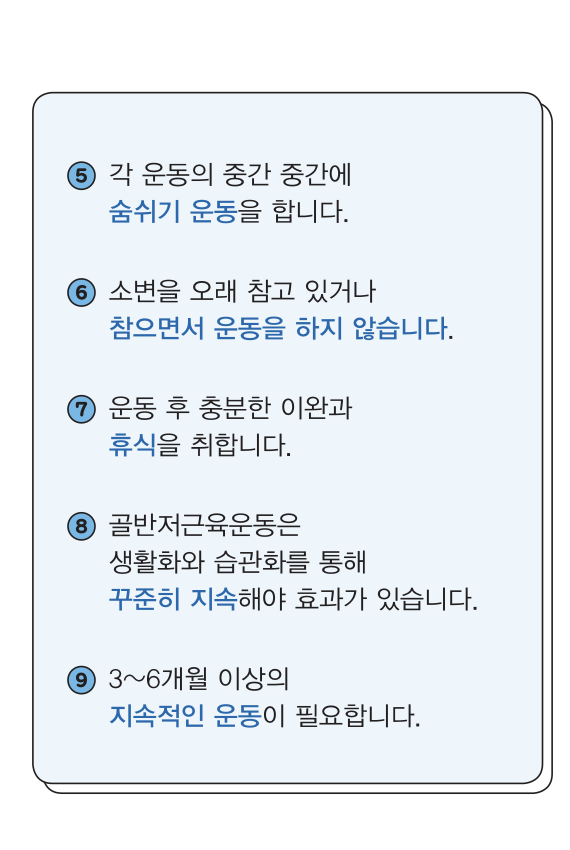 5 각 운동의 중간 중간에
숨쉬기 운동을 합니다.
6 소변을 오래 참고 있거나
참으면서 운동을 하지 않습니다.
7 운동 후 충분한 이완과
휴식을 취합니다.
8 골반저근육운동은
생활화와 습관화를 통해
꾸준히 지속해야 효과가 있습니다.
9 3～6개월 이상의
지속적인 운동이 필요합니다.